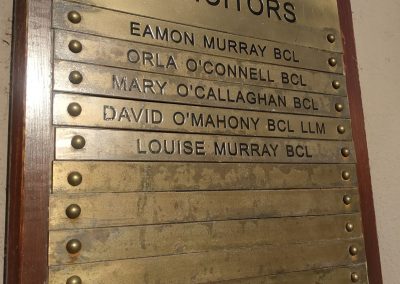 EAMON MURRAY BCL
ORLA O'CONNELL BCL
MARY O'CALLAGHAN BCL
DAVID O'MAHONY BCL LLM
LOUISE MURRAY BCL